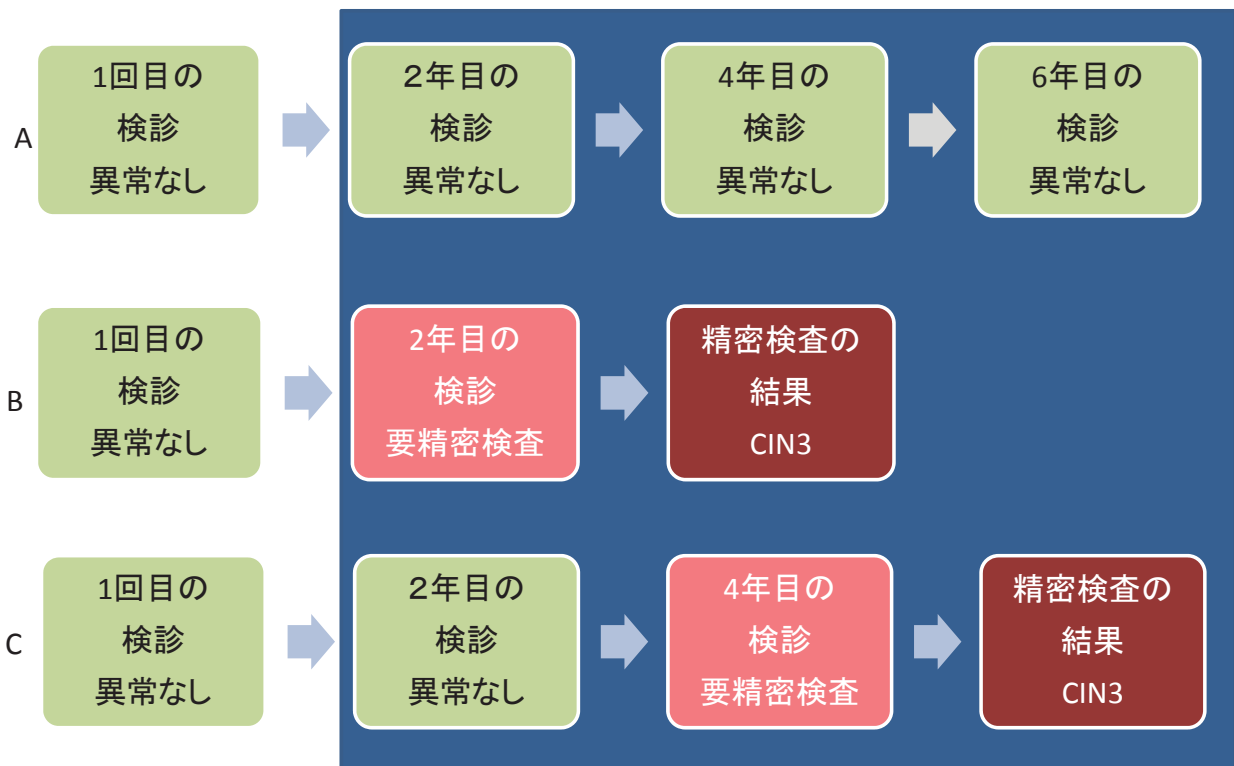 A
1回目の
検診
異常なし
２年目の
検診
異常なし
4年目の
検診
異常なし
6年目の
検診
異常なし
B
1回目の
検診
異常なし
2年目の
検診
要精密検査
精密検査の
結果
CIN3
C
1回目の
検診
異常なし
２年目の
検診
異常なし
4年目の
検診
要精密検査
精密検査の
結果
CIN3